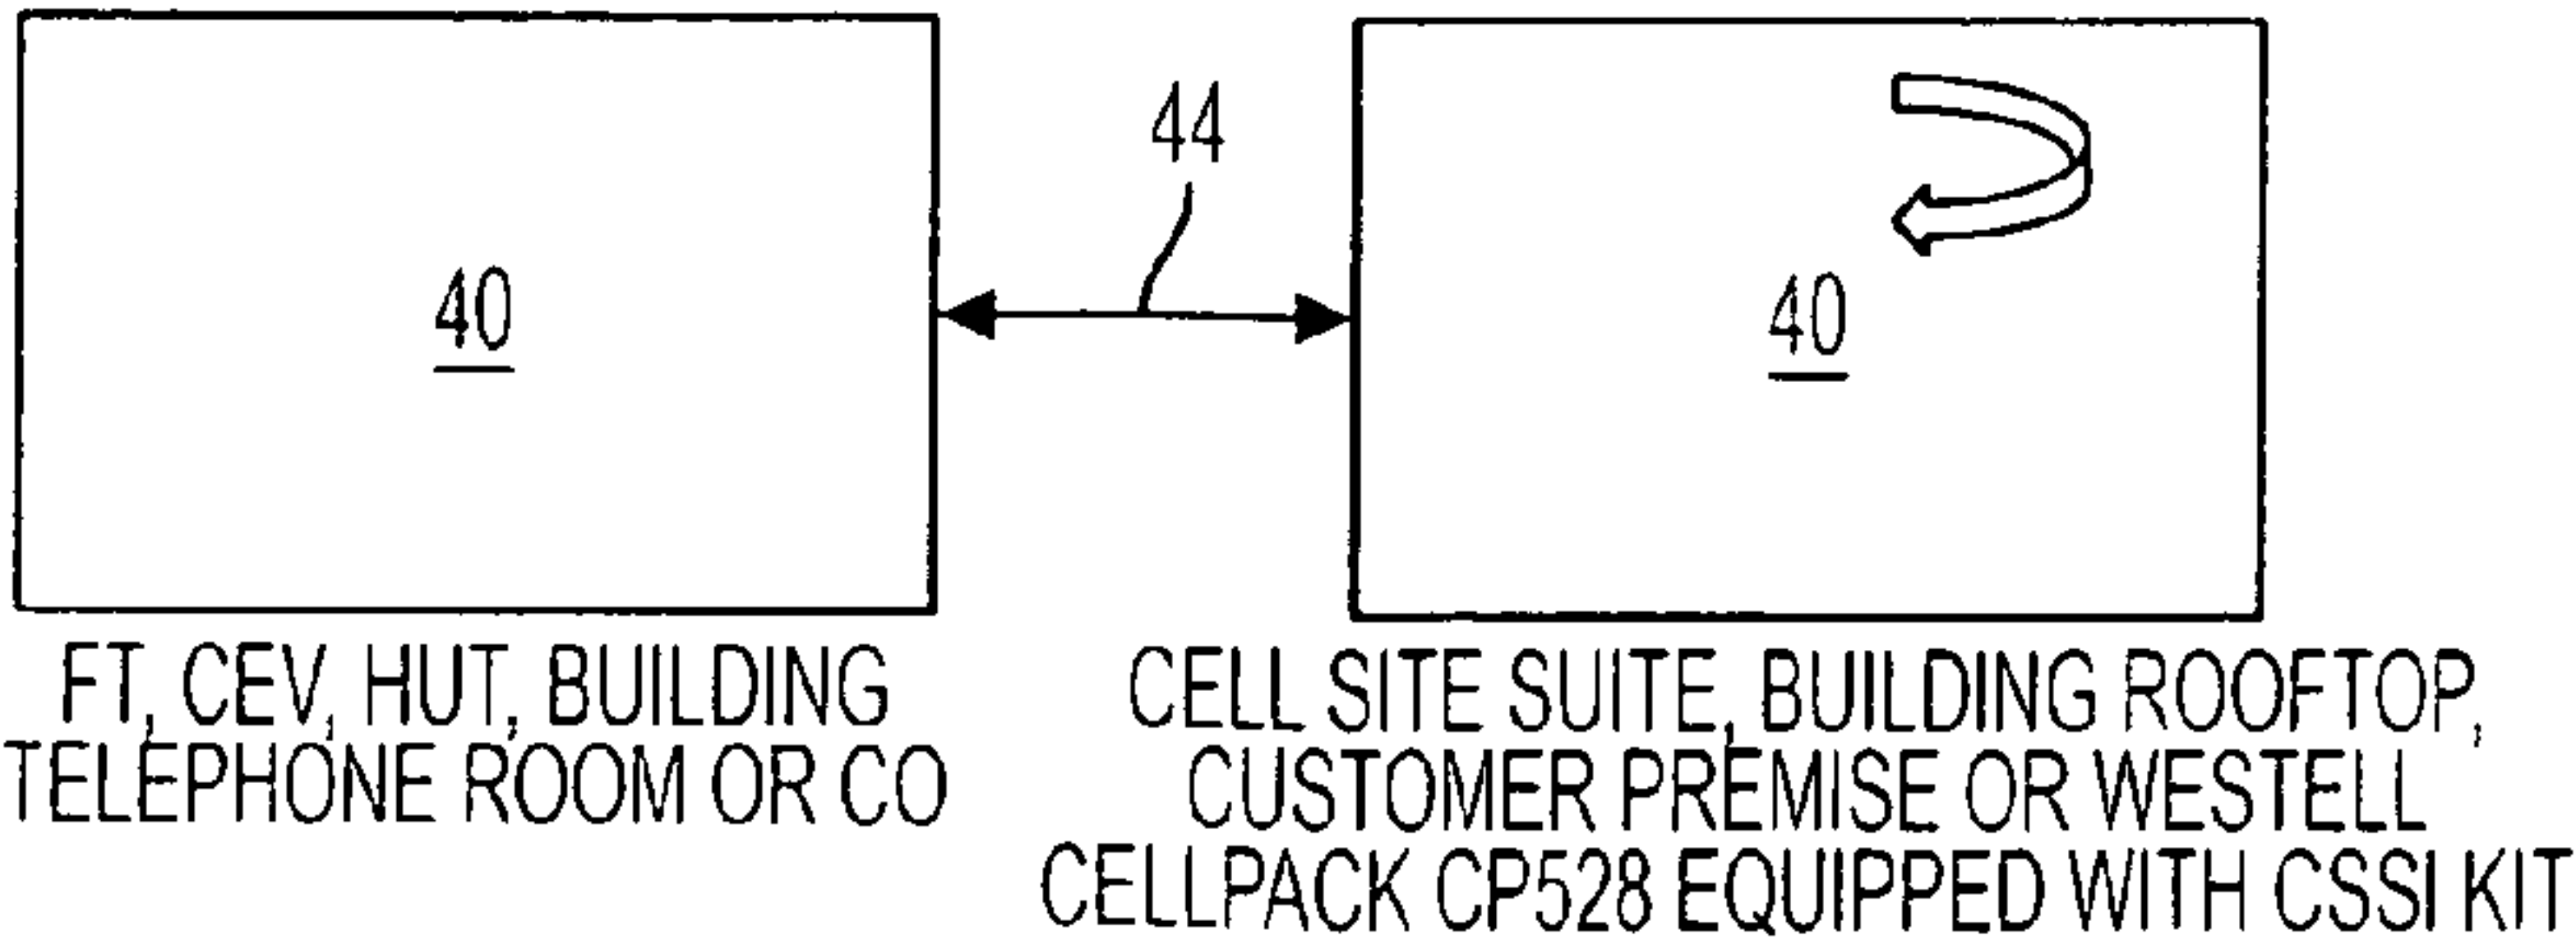 44
40
40
FT, CEV, HUT, BUILDING
TELEPHONE ROOM OR CO
CELL SITE SUITE, BUILDING ROOFTOP,
CUSTOMER PREMISE OR WESTELL
CELLPACK CP528 EQUIPPED WITH CSSI KIT